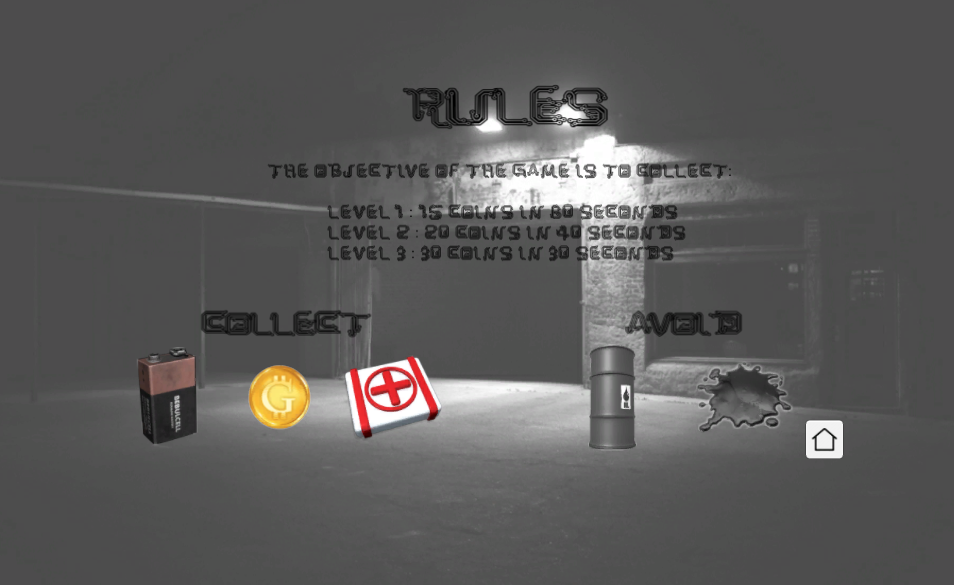 RULES
THE OBJECTIVE OF THE GAME IS TO COLLECT:
LEVEL 1 : 15 COINS IN 80 SECONDS
LEVEL 2 : 20 COINS IN 40 SECONDS
LEVEL 3 : 30 COINS IN 30 SECONDS
COLLECT
AVOID
G